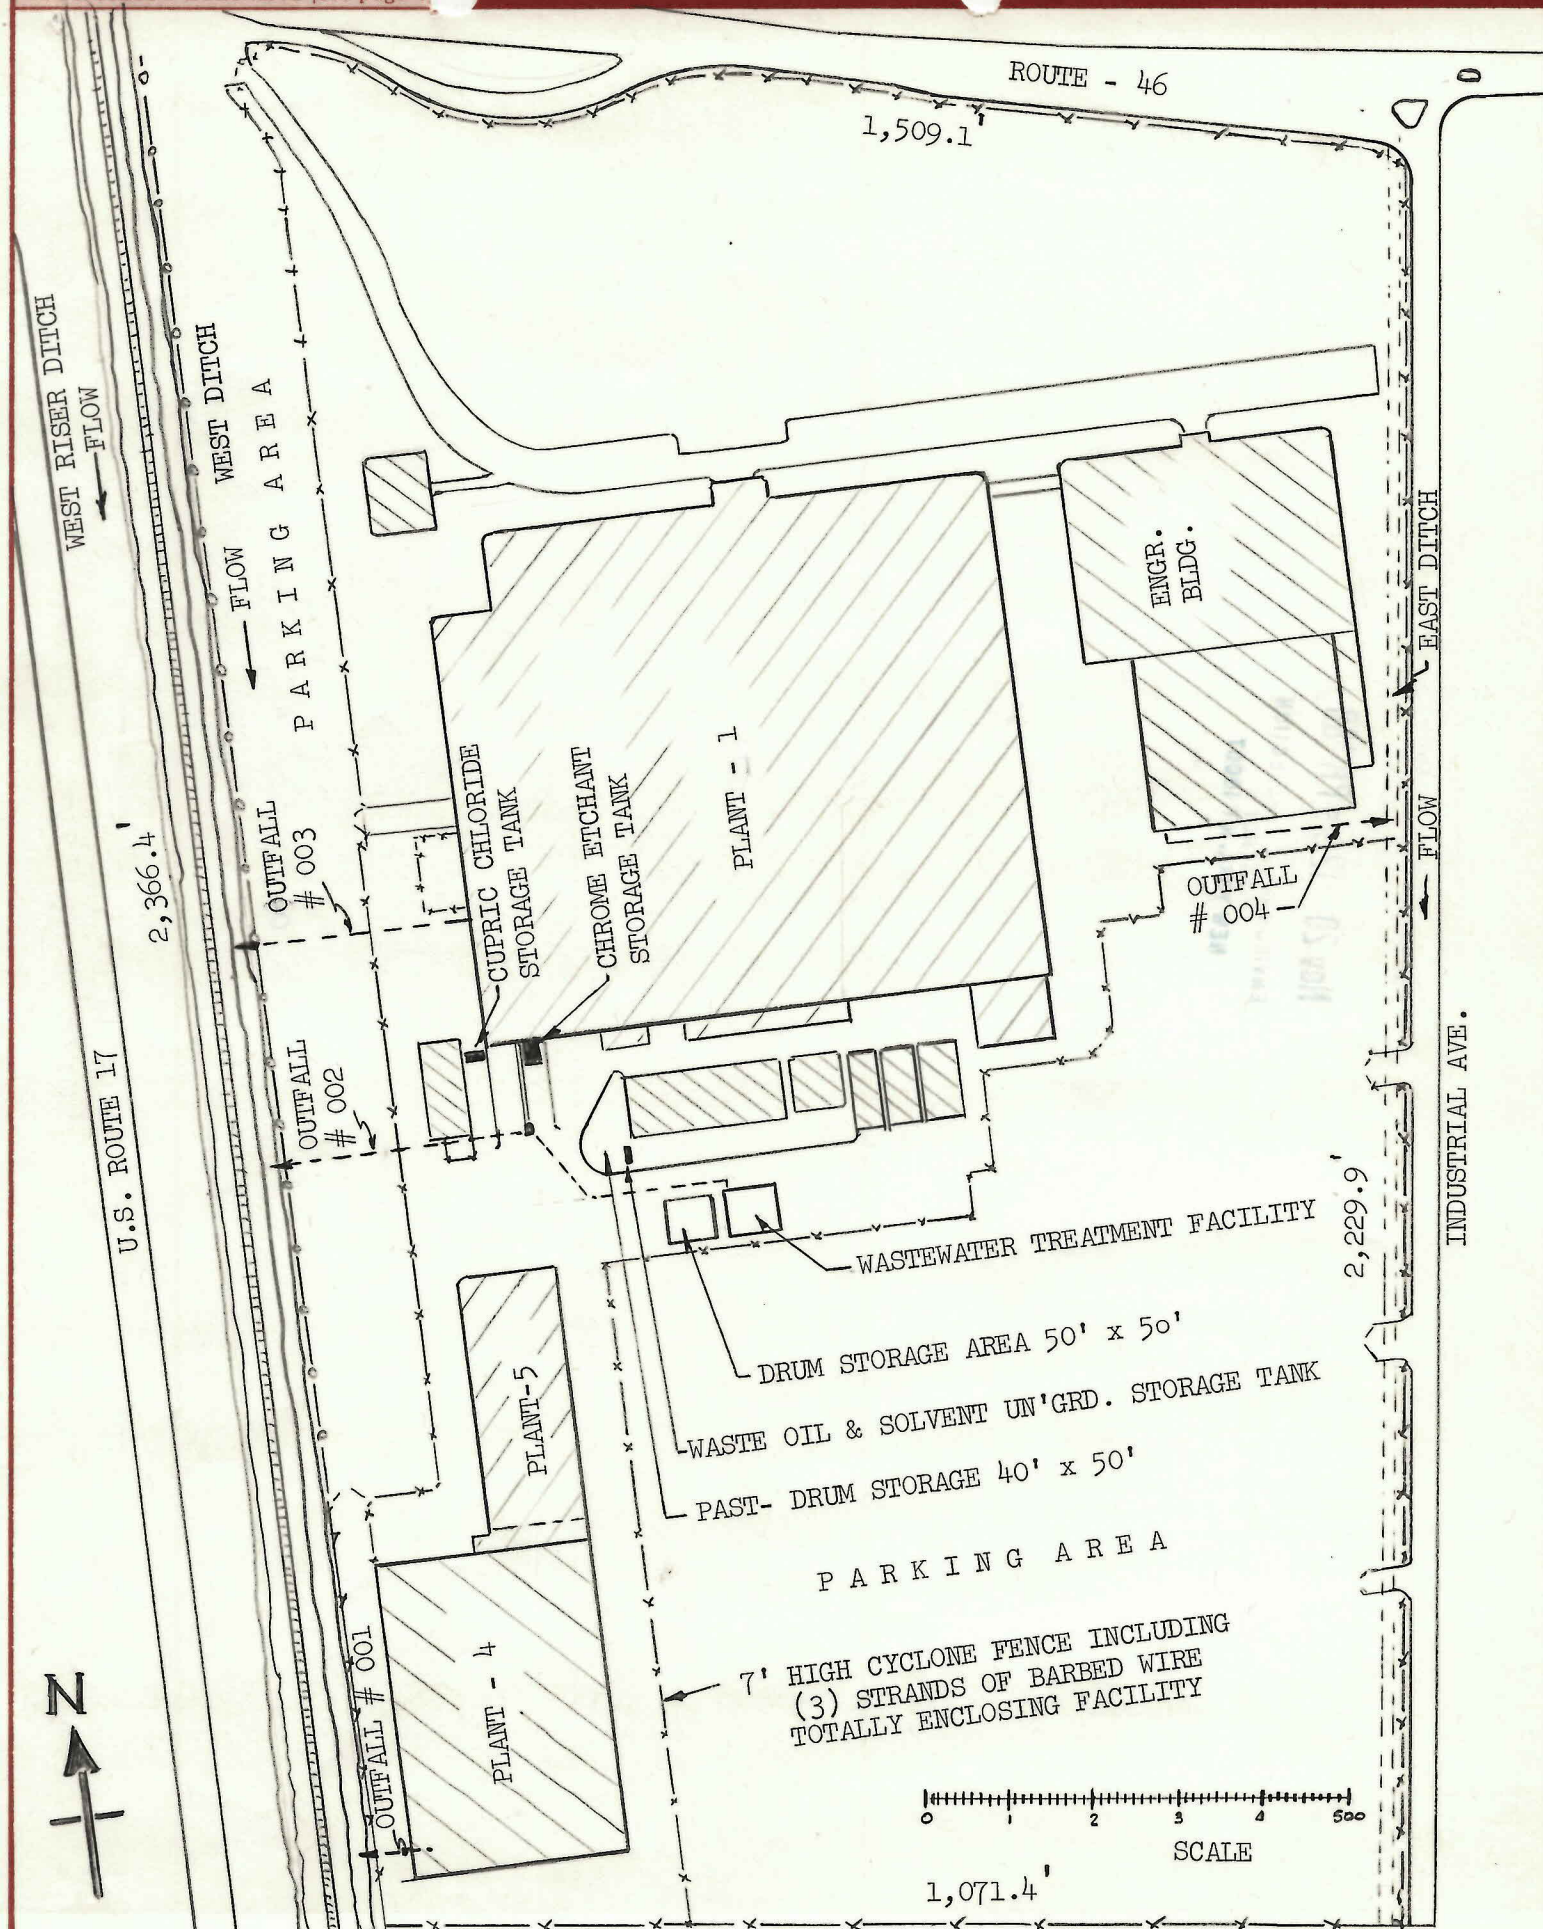 ROUTE - 46
1,509.1'
WEST RISER DITCH
FLOW
WEST DITCH
FLOW
PARKING AREA
2,366.4'
U.S. ROUTE 17
OUTFALL
# 003
OUTFALL
# 002
CUPRIC CHLORIDE
STORAGE TANK
CHROME ETCHANT
STORAGE TANK
PLANT - 1
ENGR.
BLDG.
EAST DITCH
FLOW
OUTFALL
# 004
INDUSTRIAL AVE.
2,229.9'
WASTEWATER TREATMENT FACILITY
DRUM STORAGE AREA 50' x 50'
WASTE OIL & SOLVENT UN'GRD. STORAGE TANK
PAST- DRUM STORAGE 40' x 50'
PLANT-5
PARKING AREA
7' HIGH CYCLONE FENCE INCLUDING
(3) STRANDS OF BARBED WIRE
TOTALLY ENCLOSING FACILITY
OUTFALL # 001
PLANT - 4
N
0 1 2 3 4 500
SCALE
1,071.4'